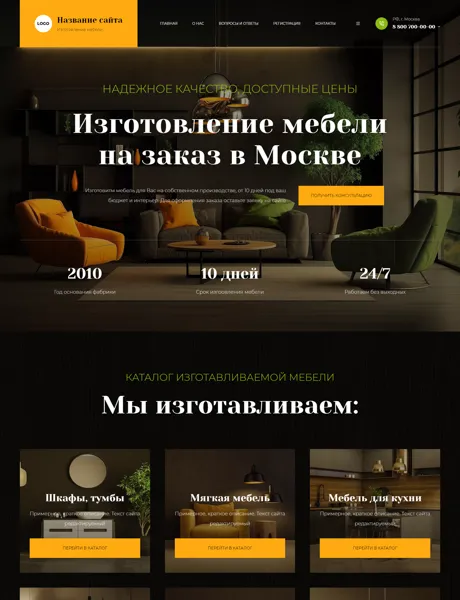 LOGO
Название сайта
Изготовление мебели
ГЛАВНАЯ
О НАС
ВОПРОСЫ И ОТВЕТЫ
РЕГИСТРАЦИЯ
КОНТАКТЫ
РФ, г. Москва
8 800 700-00-00
НАДЕЖНОЕ КАЧЕСТВО, ДОСТУПНЫЕ ЦЕНЫ
Изготовление мебели
на заказ в Москве
Изготовим мебель для Вас на собственном производстве, от 10 дней под ваш
бюджет и интерьер. Для оформления заказа оставьте заявку на сайте
ПОЛУЧИТЬ КОНСУЛЬТАЦИЮ
2010
10 дней
24/7
Год основания фабрики
Срок изготовления мебели
Работаем без выходных
КАТАЛОГ ИЗГОТАВЛИВАЕМОЙ МЕБЕЛИ
Мы изготавливаем:
Шкафы, тумбы
Примерное, краткое описание. Текст сайта
редактируемый
ПЕРЕЙТИ В КАТАЛОГ
Мягкая мебель
Примерное, краткое описание. Текст сайта
редактируемый
ПЕРЕЙТИ В КАТАЛОГ
Мебель для кухни
Примерное, краткое описание. Текст сайта
редактируемый
ПЕРЕЙТИ В КАТАЛОГ